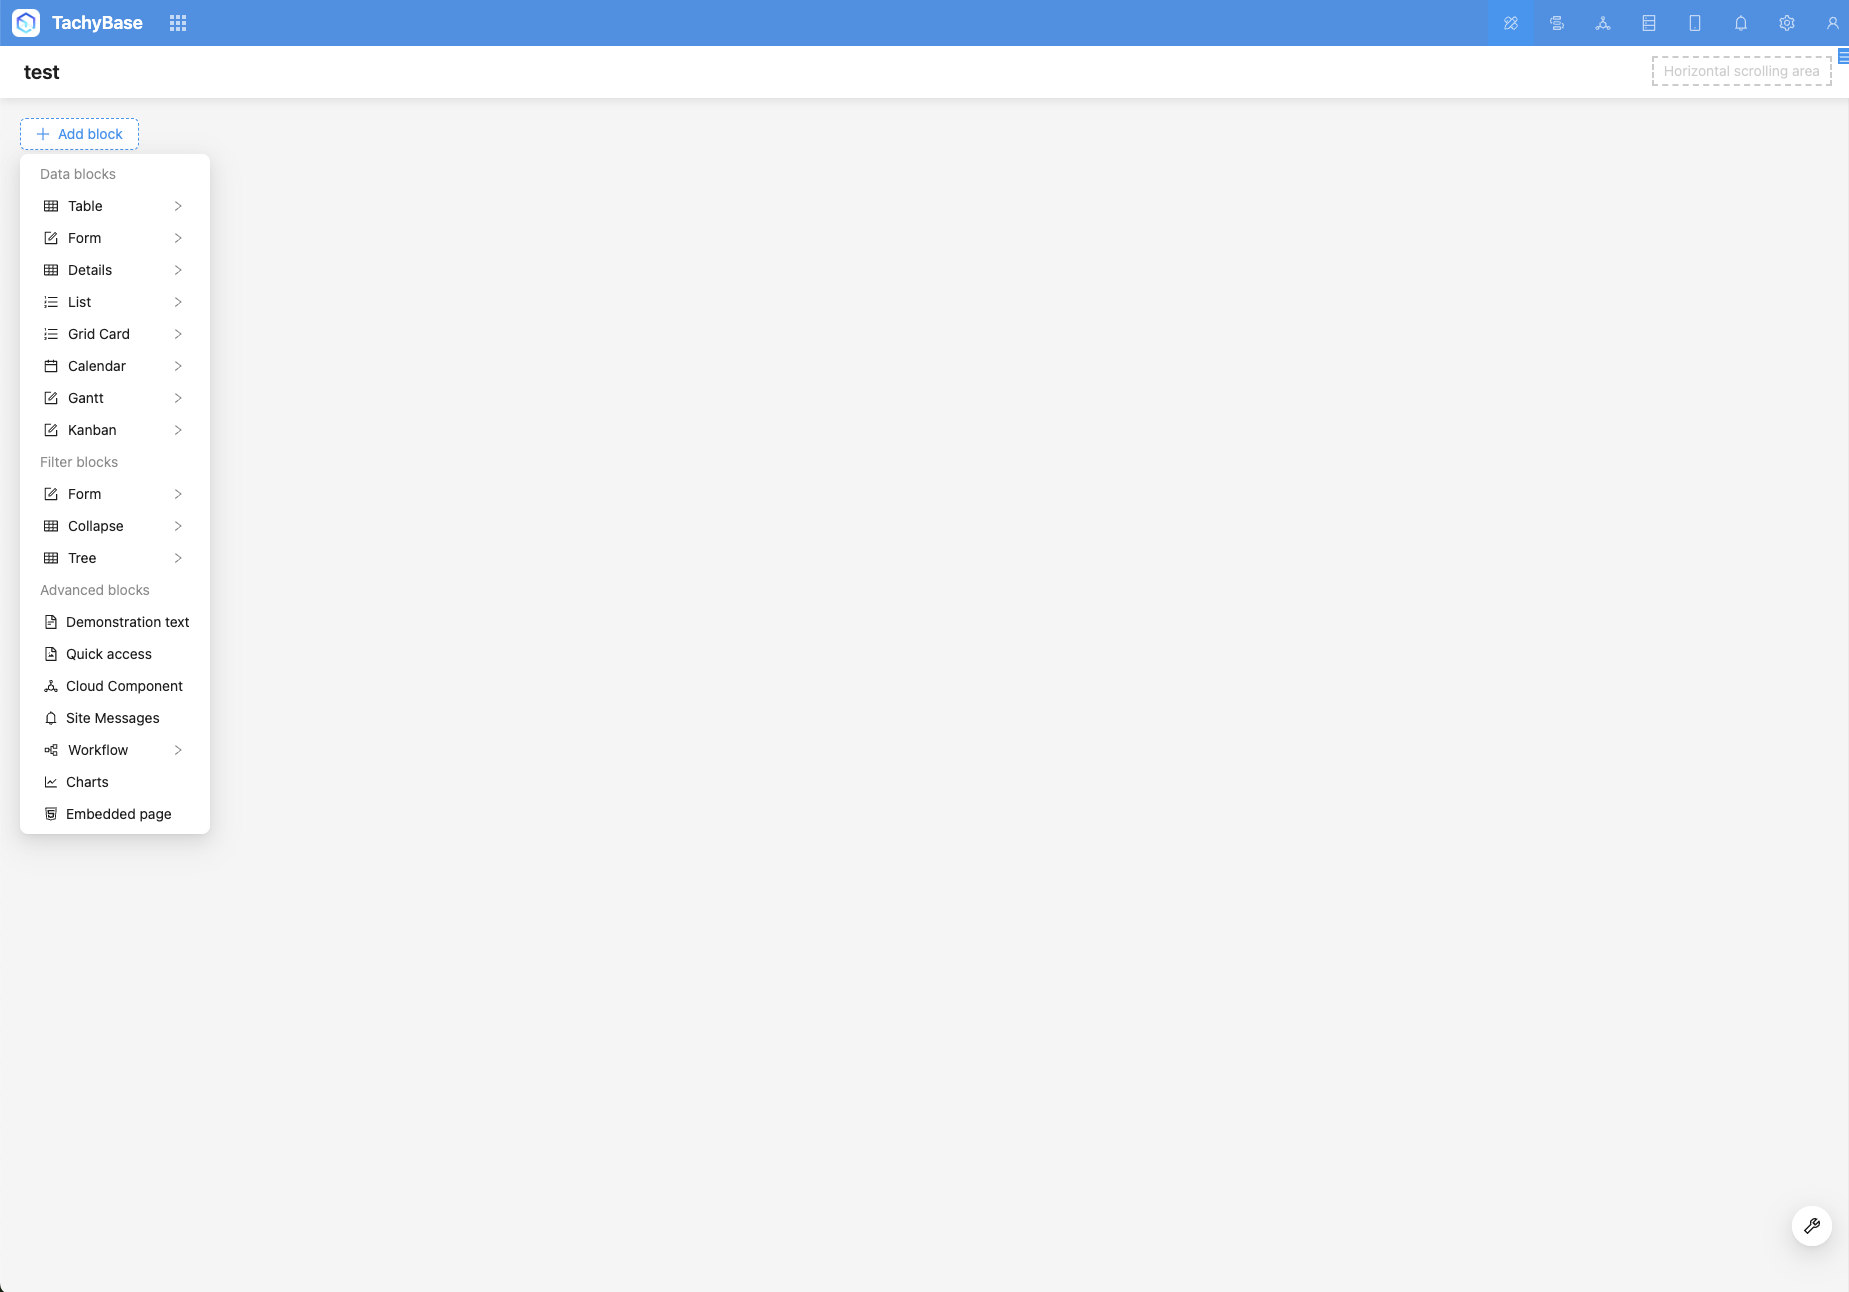 TachyBase
test
Horizontal scrolling area
Add block
Data blocks
Table
Form
Details
List
Grid Card
Calendar
Gantt
Kanban
Filter blocks
Form
Collapse
Tree
Advanced blocks
Demonstration text
Quick access
Cloud Component
Site Messages
Workflow
Charts
Embedded page